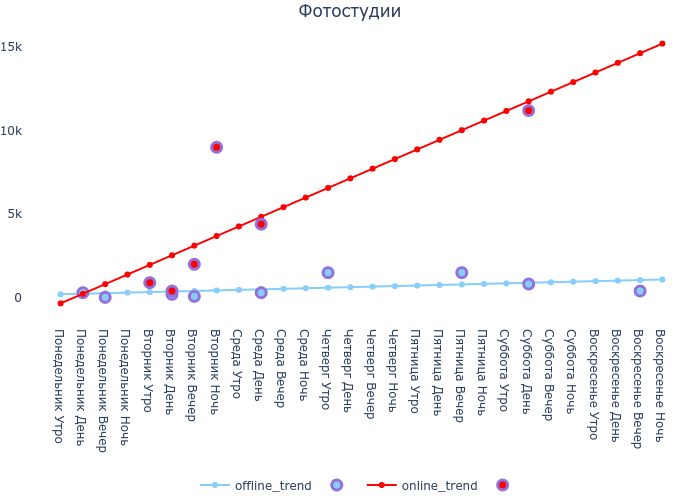 Фотостудии
15k
10k
5k
0
Понедельник Утро
Понедельник День
Понедельник Вечер
Понедельник Ночь
Вторник Утро
Вторник День
Вторник Вечер
Вторник Ночь
Среда Утро
Среда День
Среда Вечер
Среда Ночь
Четверг Утро
Четверг День
Четверг Вечер
Четверг Ночь
Пятница Утро
Пятница День
Пятница Вечер
Пятница Ночь
Суббота Утро
Суббота День
Суббота Вечер
Суббота Ночь
Воскресенье Утро
Воскресенье День
Воскресенье Вечер
Воскресенье Ночь
offline_trend
online_trend